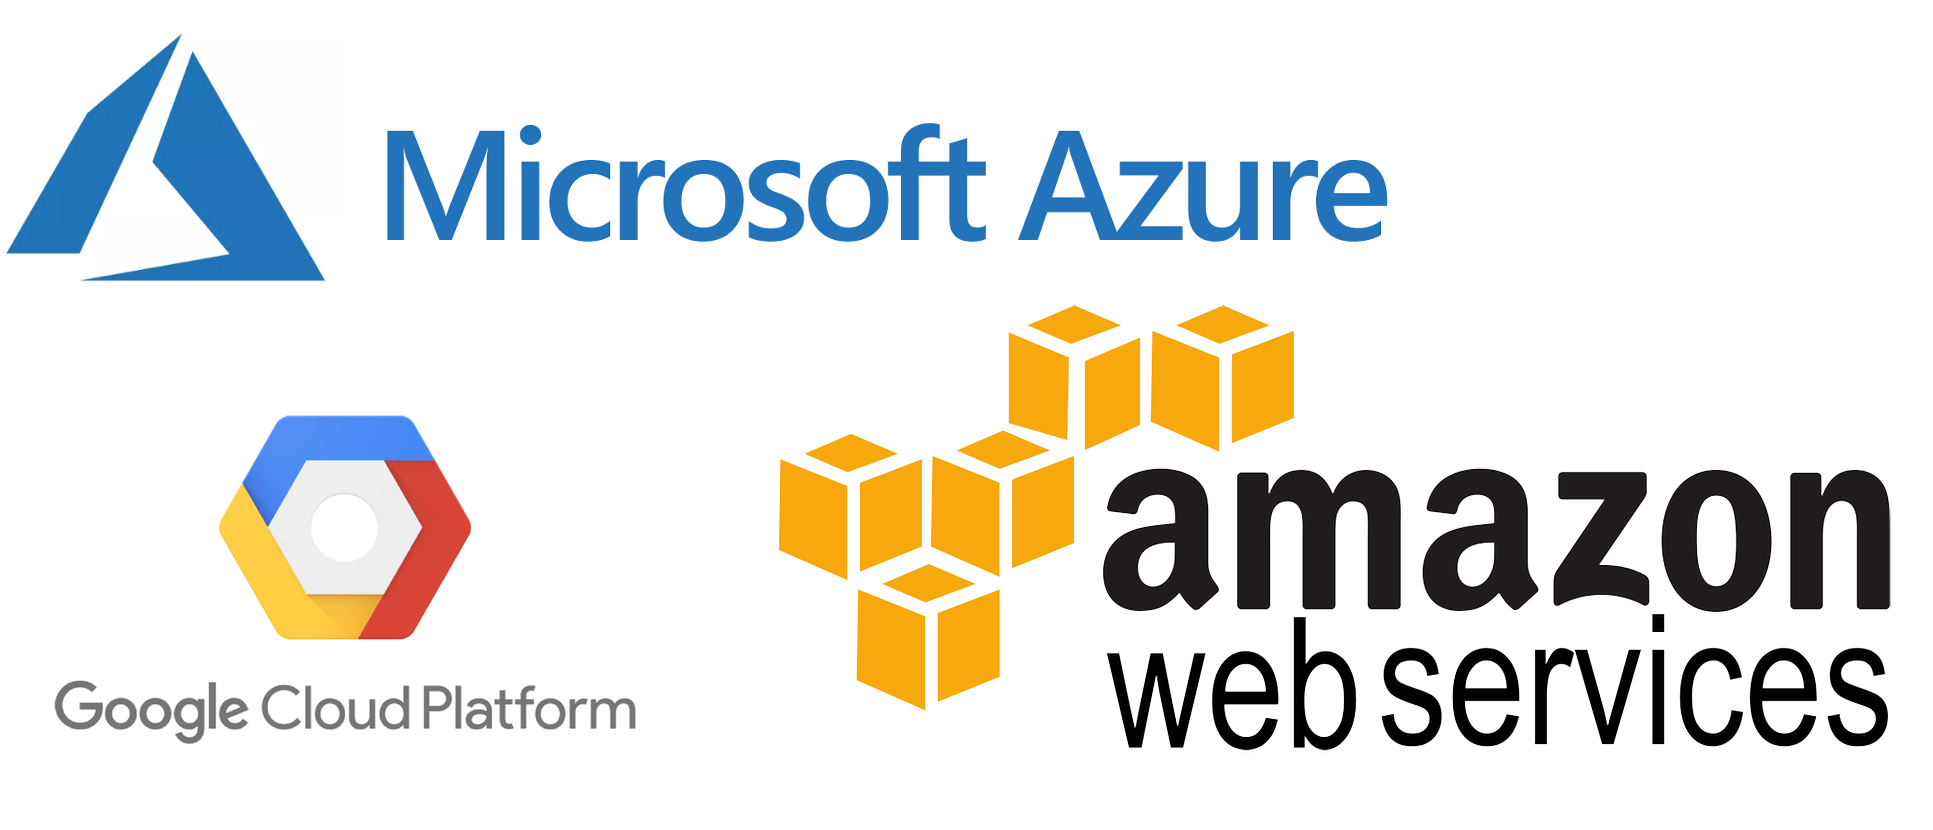 Microsoft Azure
amazon
web services
Google Cloud Platform